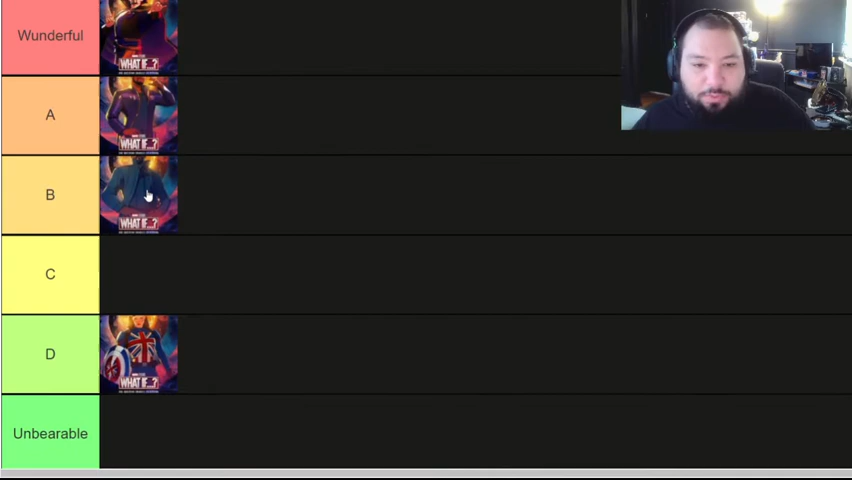 Wunderful
WHAT IF...?
A
WHAT IF...?
B
WHAT IF...?
C
D
WHAT IF...?
Unbearable